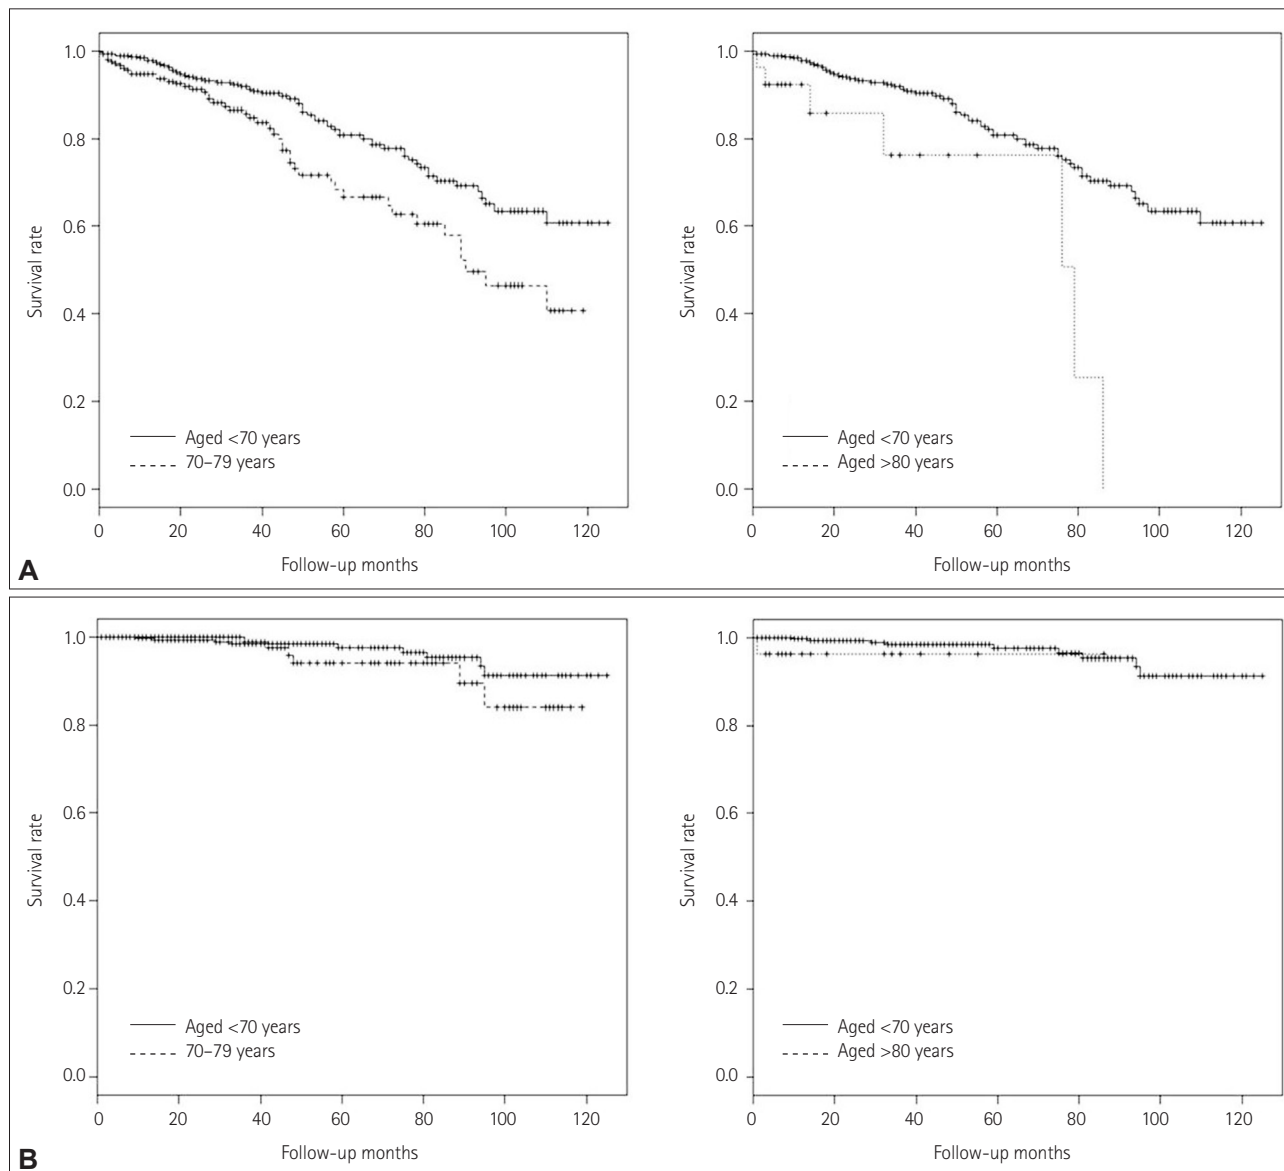 1.0
0.8
0.6
0.4
0.2
0.0
Survival rate
Aged <70 years
70–79 years
0 20 40 60 80 100 120
Follow-up months
1.0
0.8
0.6
0.4
0.2
0.0
Survival rate
Aged <70 years
Aged >80 years
0 20 40 60 80 100 120
Follow-up months
A
1.0
0.8
0.6
0.4
0.2
0.0
Survival rate
Aged <70 years
70–79 years
0 20 40 60 80 100 120
Follow-up months
1.0
0.8
0.6
0.4
0.2
0.0
Survival rate
Aged <70 years
Aged >80 years
0 20 40 60 80 100 120
Follow-up months
B